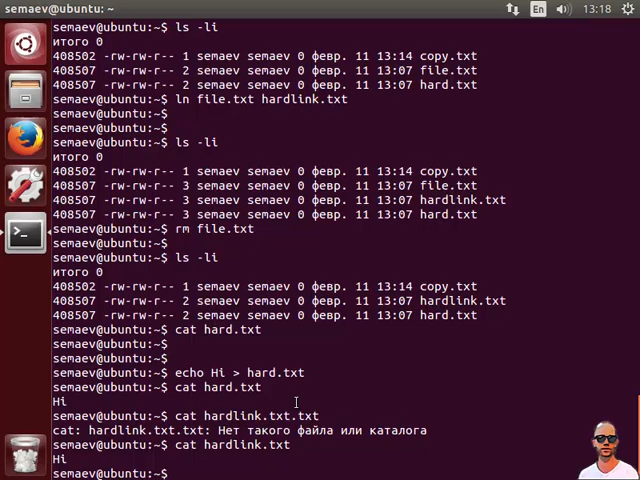 semaev@ubuntu: ~
En
13:18
semaev@ubuntu:~$ ls -li
итого 0
408502 -rw-rw-r-- 1 semaev semaev 0 февр. 11 13:14 copy.txt
408507 -rw-rw-r-- 2 semaev semaev 0 февр. 11 13:07 file.txt
408507 -rw-rw-r-- 2 semaev semaev 0 февр. 11 13:07 hard.txt
semaev@ubuntu:~$ ln file.txt hardlink.txt
semaev@ubuntu:~$
semaev@ubuntu:~$
semaev@ubuntu:~$ ls -li
итого 0
408502 -rw-rw-r-- 1 semaev semaev 0 февр. 11 13:14 copy.txt
408507 -rw-rw-r-- 3 semaev semaev 0 февр. 11 13:07 file.txt
408507 -rw-rw-r-- 3 semaev semaev 0 февр. 11 13:07 hardlink.txt
408507 -rw-rw-r-- 3 semaev semaev 0 февр. 11 13:07 hard.txt
semaev@ubuntu:~$ rm file.txt
semaev@ubuntu:~$
semaev@ubuntu:~$ ls -li
итого 0
408502 -rw-rw-r-- 1 semaev semaev 0 февр. 11 13:14 copy.txt
408507 -rw-rw-r-- 2 semaev semaev 0 февр. 11 13:07 hardlink.txt
408507 -rw-rw-r-- 2 semaev semaev 0 февр. 11 13:07 hard.txt
semaev@ubuntu:~$ cat hard.txt
semaev@ubuntu:~$
semaev@ubuntu:~$
semaev@ubuntu:~$ echo Hi > hard.txt
semaev@ubuntu:~$ cat hard.txt
Hi
semaev@ubuntu:~$ cat hardlink.txt.txt
cat: hardlink.txt.txt: Нет такого файла или каталога
semaev@ubuntu:~$ cat hardlink.txt
Hi
semaev@ubuntu:~$